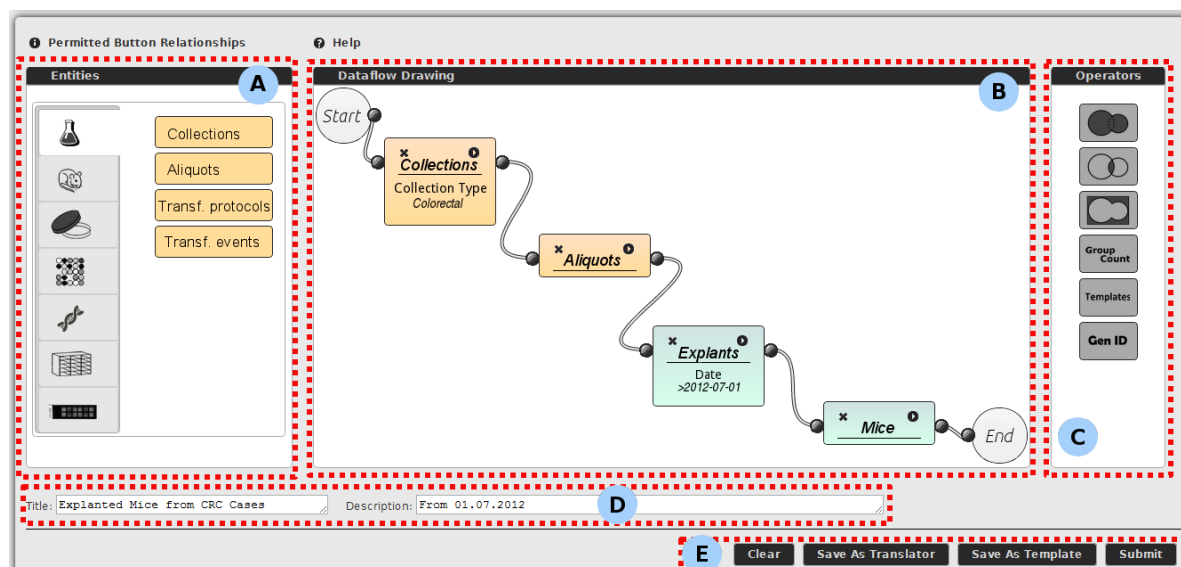 Permitted Button Relationships
Help
Entities
A
Collections
Aliquots
Transf. protocols
Transf. events
Dataflow Drawing
B
Start
Collections
Collection Type
Colorectal
Aliquots
Explants
Date
>2012-07-01
Mice
End
Operators
Group
Count
Templates
Gen ID
C
Title: Explanted Mice from CRC Cases
Description: From 01.07.2012
D
E
Clear
Save As Translator
Save As Template
Submit